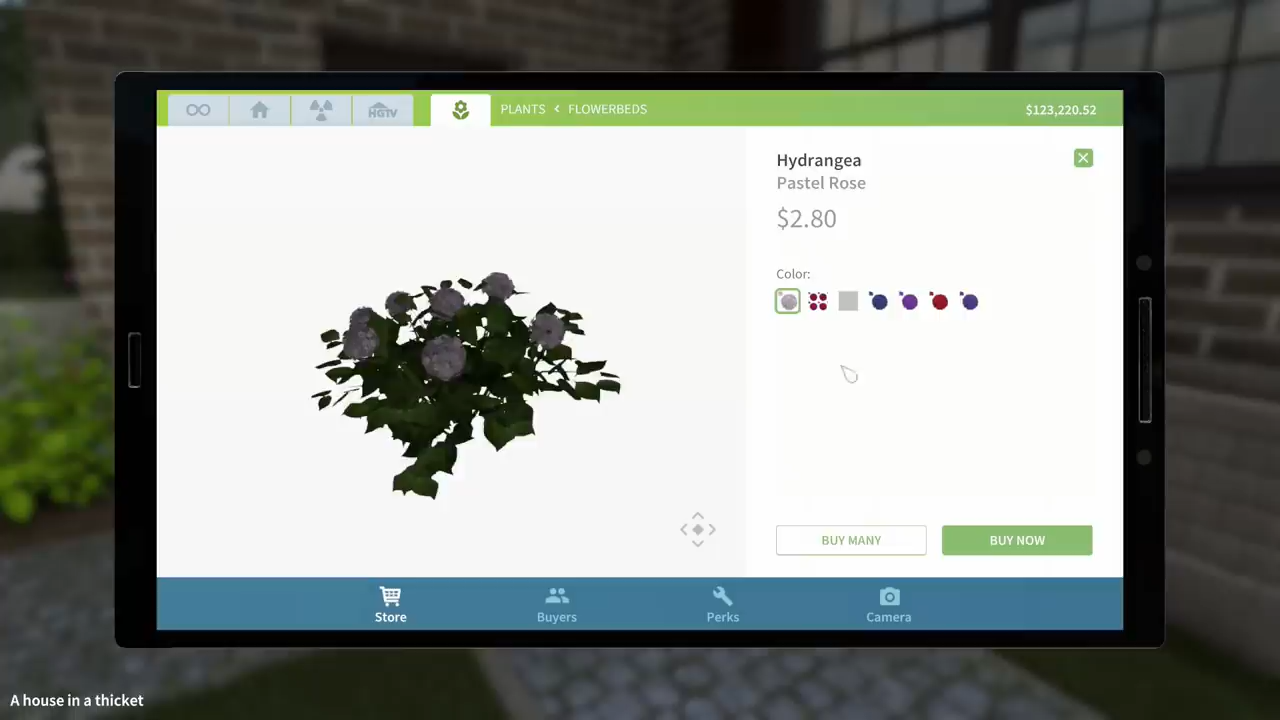 HGTV
PLANTS < FLOWERBEDS
$123,220.52
Hydrangea
Pastel Rose
$2.80
Color:
BUY MANY
BUY NOW
Store
Buyers
Perks
Camera
A house in a thicket